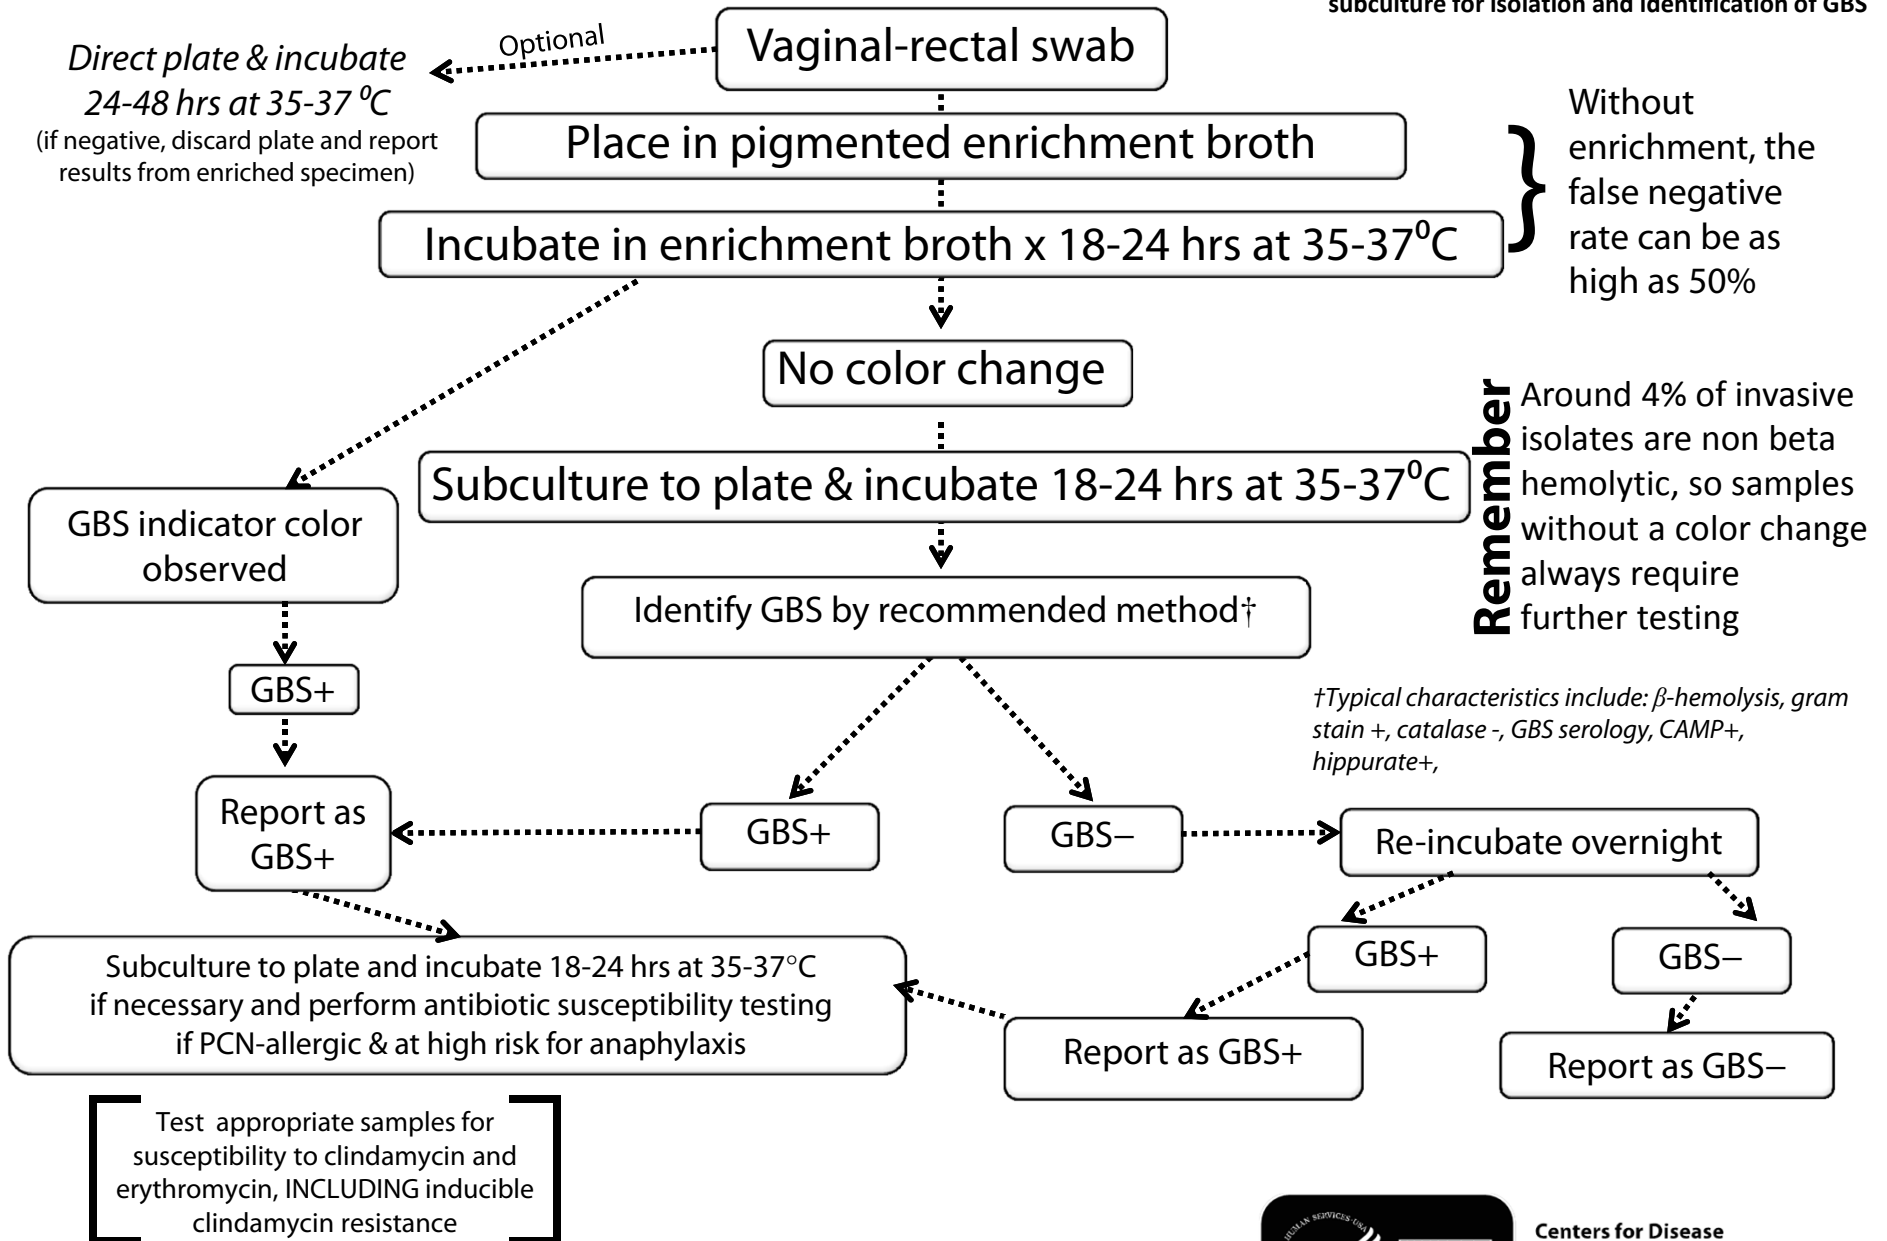 subculture for isolation and identification of GBS
Vaginal-rectal swab
Optional
Direct plate & incubate
24-48 hrs at 35-37 ⁰C
(if negative, discard plate and report
results from enriched specimen)
Place in pigmented enrichment broth
Incubate in enrichment broth x 18-24 hrs at 35-37⁰C
Without
enrichment, the
false negative
rate can be as
high as 50%
No color change
Subculture to plate & incubate 18-24 hrs at 35-37⁰C
Remember
Around 4% of invasive
isolates are non beta
hemolytic, so samples
without a color change
always require
further testing
GBS indicator color
observed
Identify GBS by recommended method†
†Typical characteristics include: β-hemolysis, gram
stain +, catalase -, GBS serology, CAMP+,
hippurate+,
GBS+
Report as
GBS+
GBS+
GBS–
Re-incubate overnight
GBS+
GBS–
Report as GBS+
Report as GBS–
Subculture to plate and incubate 18-24 hrs at 35-37°C
if necessary and perform antibiotic susceptibility testing
if PCN-allergic & at high risk for anaphylaxis
Test appropriate samples for
susceptibility to clindamycin and
erythromycin, INCLUDING inducible
clindamycin resistance
HUMAN SERVICES·USA
Centers for Disease